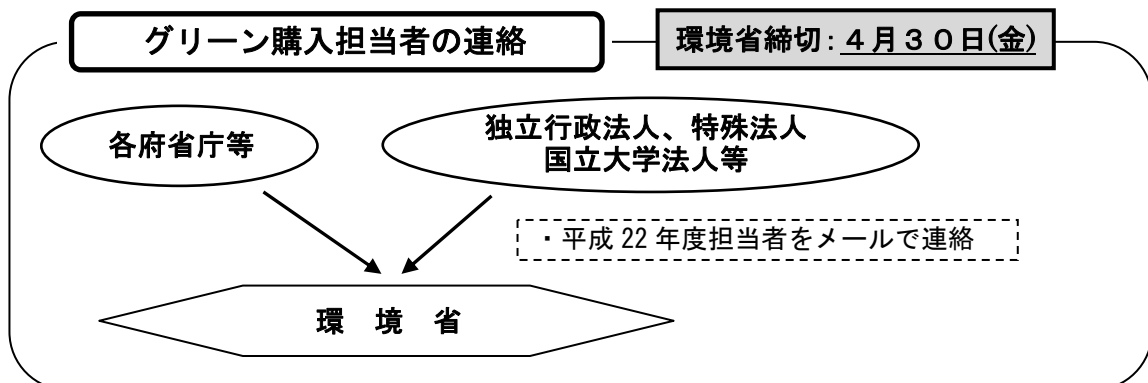 グリーン購入担当者の連絡
環境省締切：４月３０日(金)
各府省庁等
独立行政法人、特殊法人
国立大学法人等
・平成 22 年度担当者をメールで連絡
環　境　省